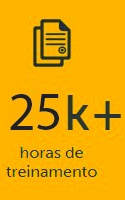 25k+
horas de
treinamento